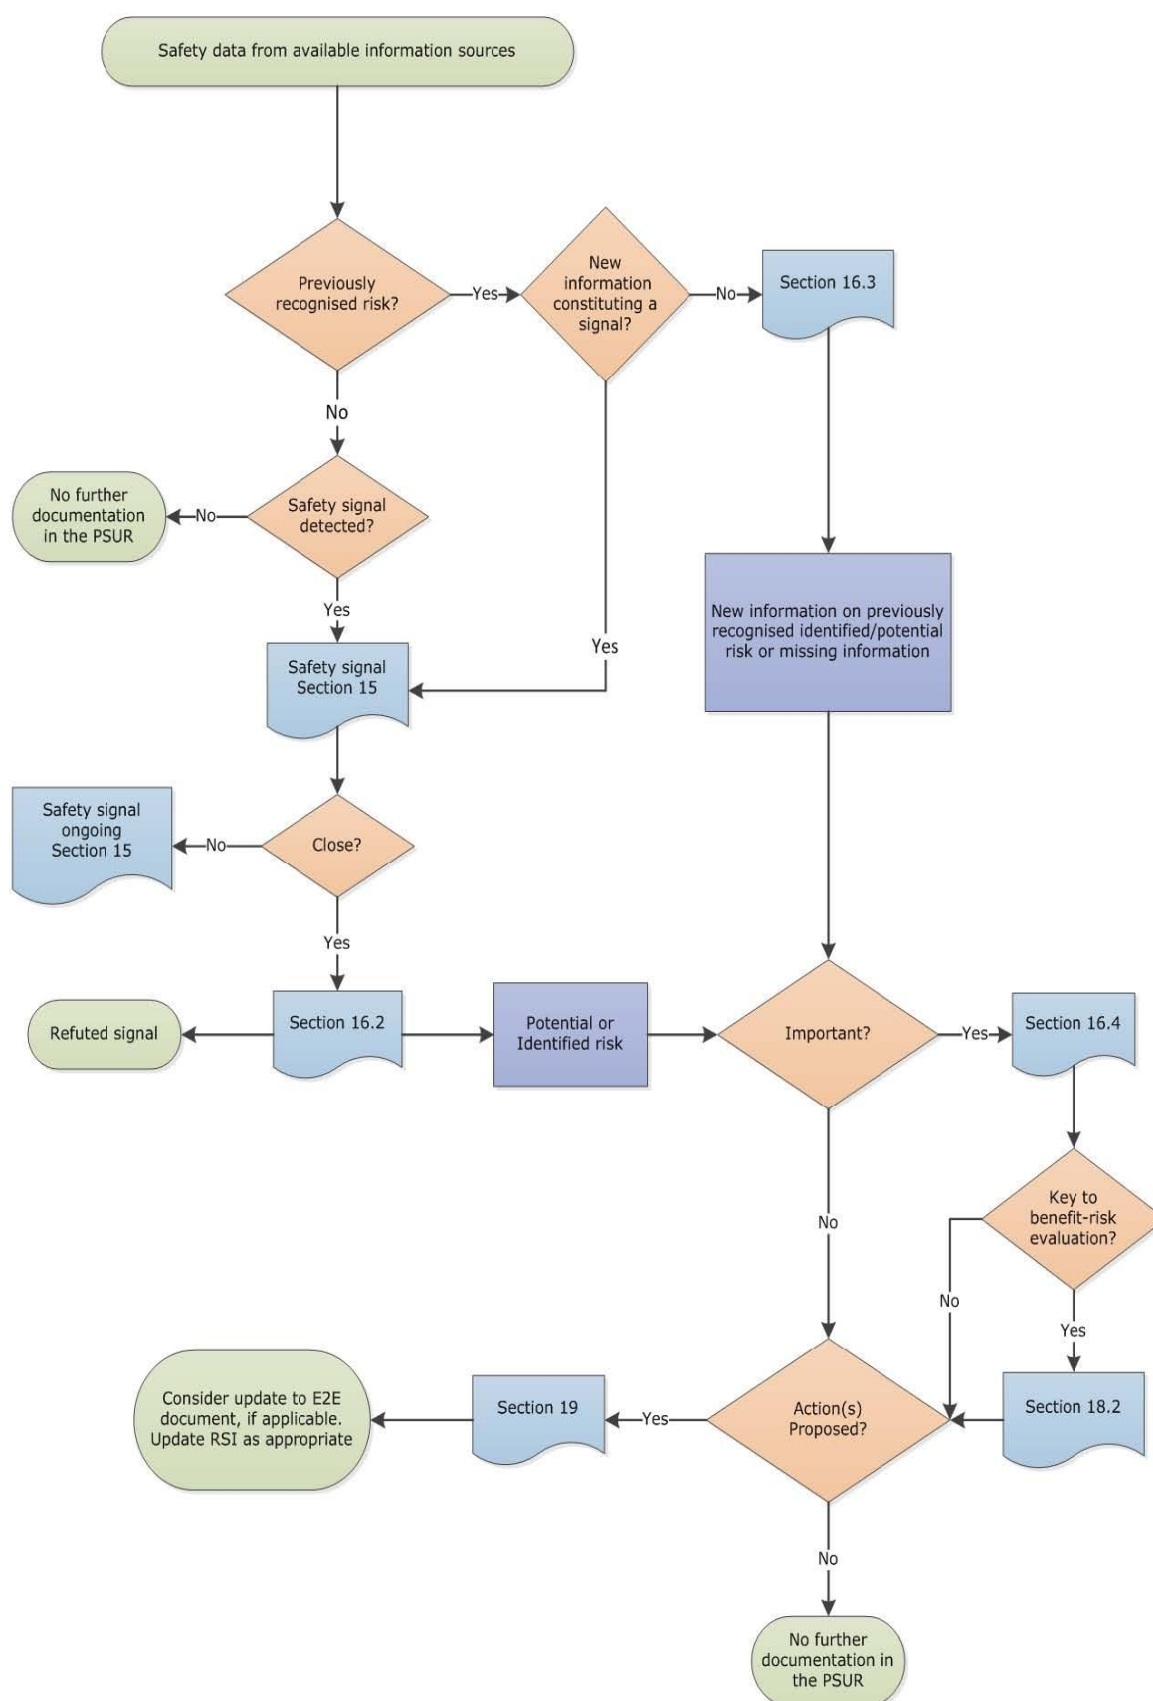 Safety data from available information sources
Previously
recognised risk?
Yes
New
information
constituting a
signal?
No
Section 16.3
No
No further
documentation
in the PSUR
No
Safety signal
detected?
Yes
Yes
New information on previously
recognised identified/potential
risk or missing information
Safety signal
Section 15
Safety signal
ongoing
Section 15
No
Close?
Yes
Refuted signal
Section 16.2
Potential or
Identified risk
Important?
Yes
Section 16.4
No
Key to
benefit-risk
evaluation?
No
Yes
Consider update to E2E
document, if applicable.
Update RSI as appropriate
Section 19
Yes
Action(s)
Proposed?
Section 18.2
No
No further
documentation in
the PSUR